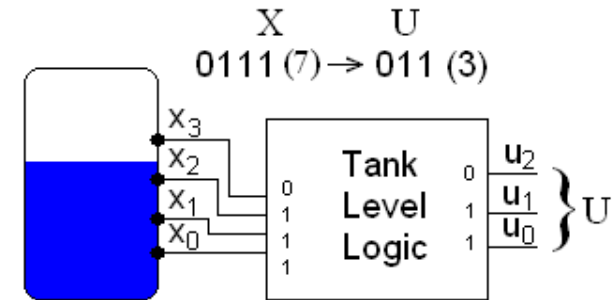 X U
0111 (7) → 011 (3)
x3
x2
x1
x0
0
1
1
1
Tank
Level
Logic
0
1
1
u2
u1
u0
} U